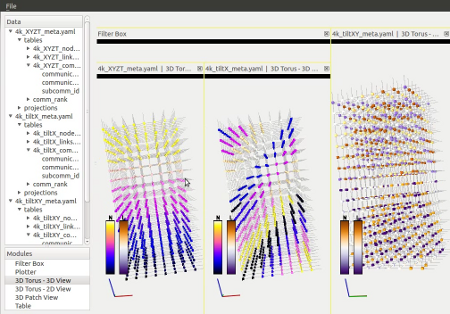 File
Data
4k_XYZT_meta.yaml
tables
4k_XYZT_nod...
4k_XYZT_link...
4k_XYZT_com...
communic...
communic...
subcomm_id
comm_rank
projections
4k_tiltX_meta.yaml
tables
4k_tiltX_node...
4k_tiltX_links...
4k_tiltX_com...
communic...
communic...
subcomm_id
comm_rank
projections
4k_tiltXY_meta.yaml
tables
4k_tiltXY_no...
4k_tiltXY_link...
4k_tiltXY_co...
communic...
Modules
Filter Box
Plotter
3D Torus - 3D View
3D Torus - 2D View
3D Patch View
Table
Filter Box
4k_XYZT_meta.yaml | 3D Tor...
4k_tiltX_meta.yaml | 3D Torus - 3D...
4k_tiltXY_meta.yaml | 3D Torus - 3D V...
N L
N L
N L